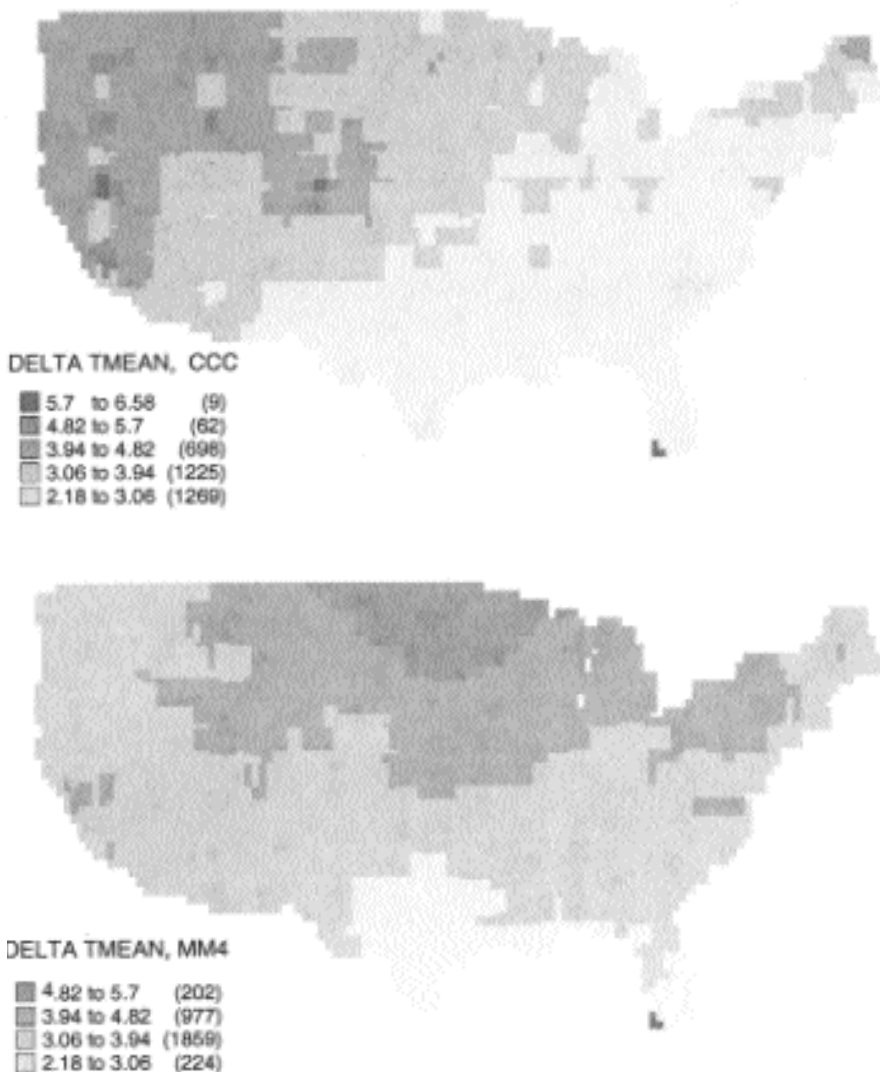 DELTA TMEAN, CCC
5.7 to 6.58 (9)
4.82 to 5.7 (62)
3.94 to 4.82 (698)
3.06 to 3.94 (1225)
2.18 to 3.06 (1269)
DELTA TMEAN, MM4
4.82 to 5.7 (202)
3.94 to 4.82 (977)
3.06 to 3.94 (1859)
2.18 to 3.06 (224)